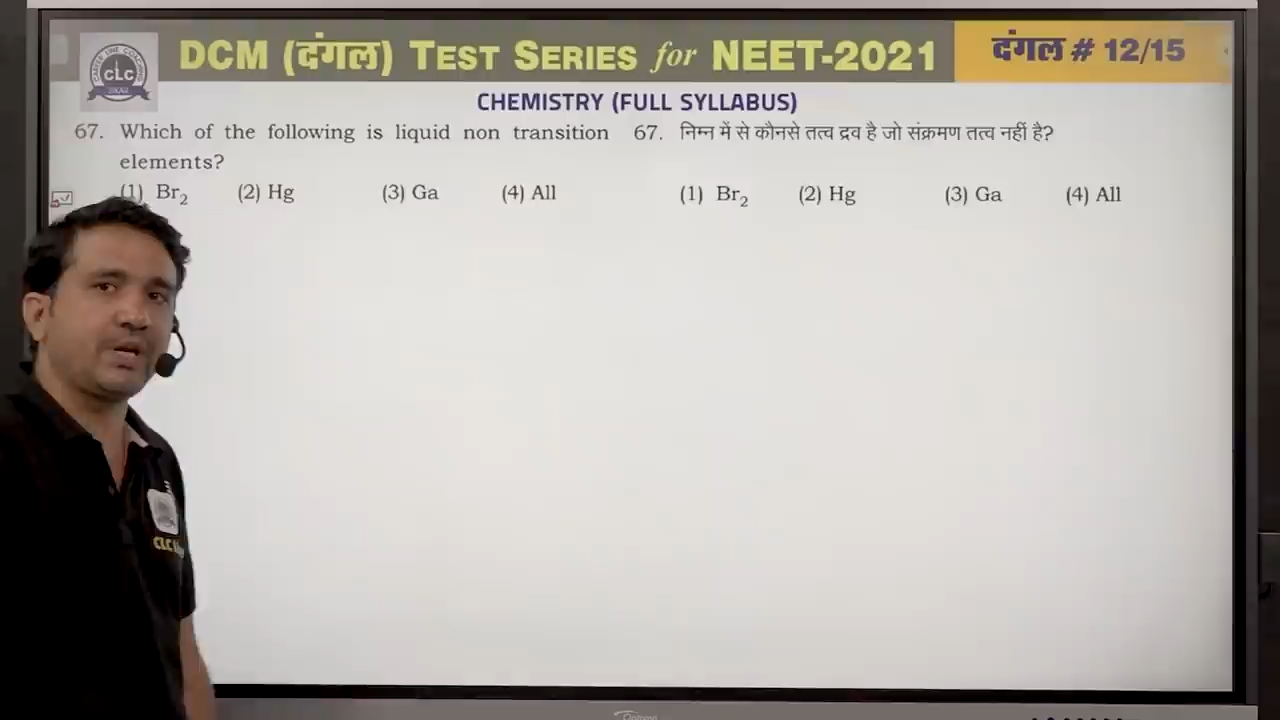 DCM (दंगल) TEST SERIES for NEET-2021
दंगल # 12/15
CLC
CHEMISTRY (FULL SYLLABUS)
67. Which of the following is liquid non transition
elements?
(1) Br₂ (2) Hg (3) Ga (4) All
67. निम्न में से कौनसे तत्व द्रव है जो संक्रमण तत्व नहीं है?
(1) Br₂ (2) Hg (3) Ga (4) All
CLC